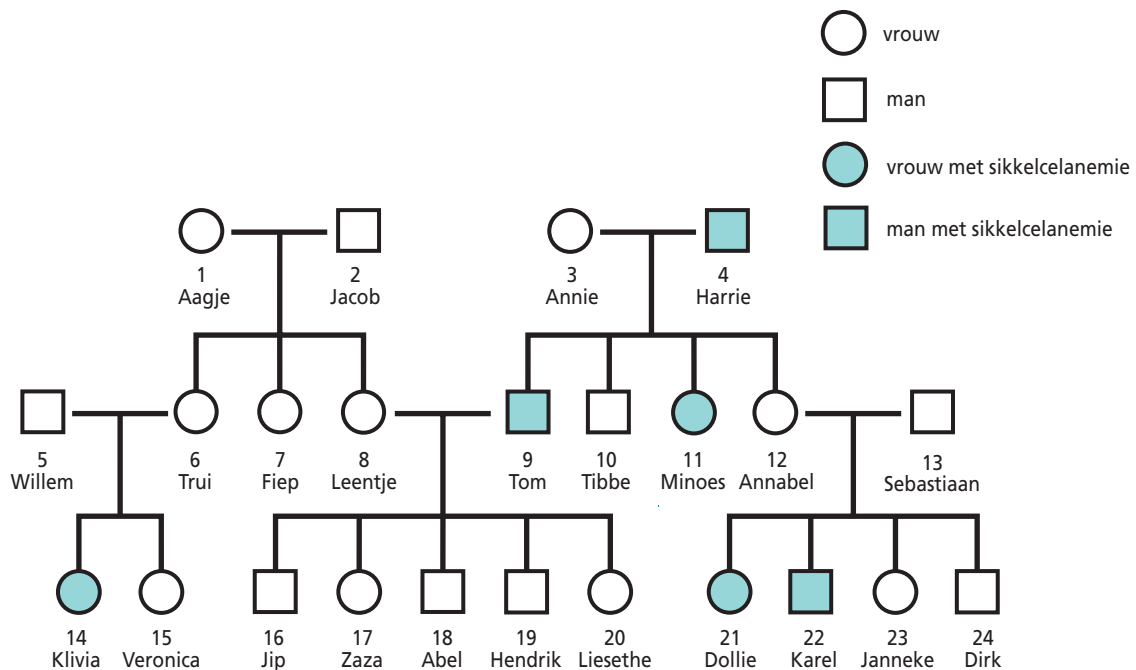 vrouw
man
vrouw met sikkelcelanemie
man met sikkelcelanemie
1
Aagje
2
Jacob
3
Annie
4
Harrie
5
Willem
6
Trui
7
Fiep
8
Leentje
9
Tom
10
Tibbe
11
Minoes
12
Annabel
13
Sebastiaan
14
Klivia
15
Veronica
16
Jip
17
Zaza
18
Abel
19
Hendrik
20
Liesethe
21
Dollie
22
Karel
23
Janneke
24
Dirk